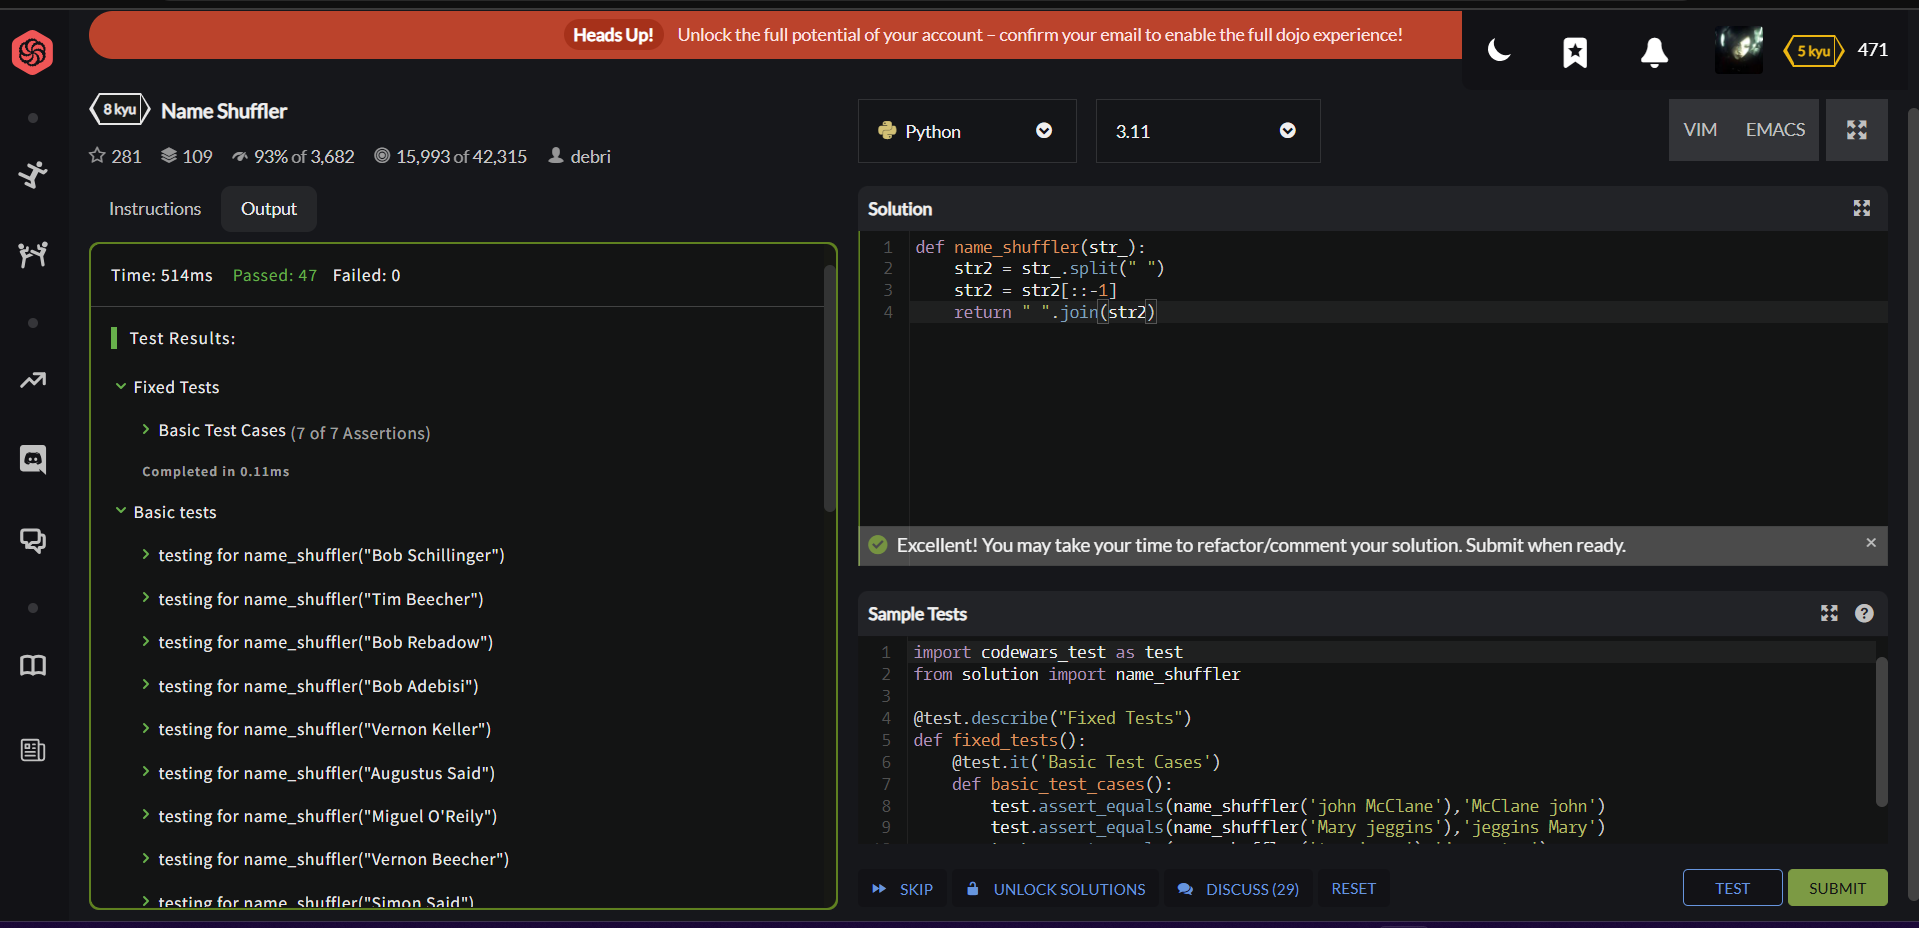 Heads Up! Unlock the full potential of your account – confirm your email to enable the full dojo experience!
5 kyu 471
8 kyu Name Shuffler
281 109 93% of 3,682 15,993 of 42,315 debri
Instructions Output
Time: 514ms Passed: 47 Failed: 0
Test Results:
Fixed Tests
Basic Test Cases (7 of 7 Assertions)
Completed in 0.11ms
Basic tests
testing for name_shuffler("Bob Schillinger")
testing for name_shuffler("Tim Beecher")
testing for name_shuffler("Bob Rebadow")
testing for name_shuffler("Bob Adebisi")
testing for name_shuffler("Vernon Keller")
testing for name_shuffler("Augustus Said")
testing for name_shuffler("Miguel O'Reily")
testing for name_shuffler("Vernon Beecher")
testing for name_shuffler("Simon Said")
Python 3.11 VIM EMACS
Solution
1 def name_shuffler(str_):
2 str2 = str_.split(" ")
3 str2 = str2[::-1]
4 return " ".join(str2)
Excellent! You may take your time to refactor/comment your solution. Submit when ready. ×
Sample Tests ?
1 import codewars_test as test
2 from solution import name_shuffler
3
4 @test.describe("Fixed Tests")
5 def fixed_tests():
6 @test.it('Basic Test Cases')
7 def basic_test_cases():
8 test.assert_equals(name_shuffler('john McClane'),'McClane john')
9 test.assert_equals(name_shuffler('Mary jeggins'),'jeggins Mary')
SKIP UNLOCK SOLUTIONS DISCUSS (29) RESET TEST SUBMIT